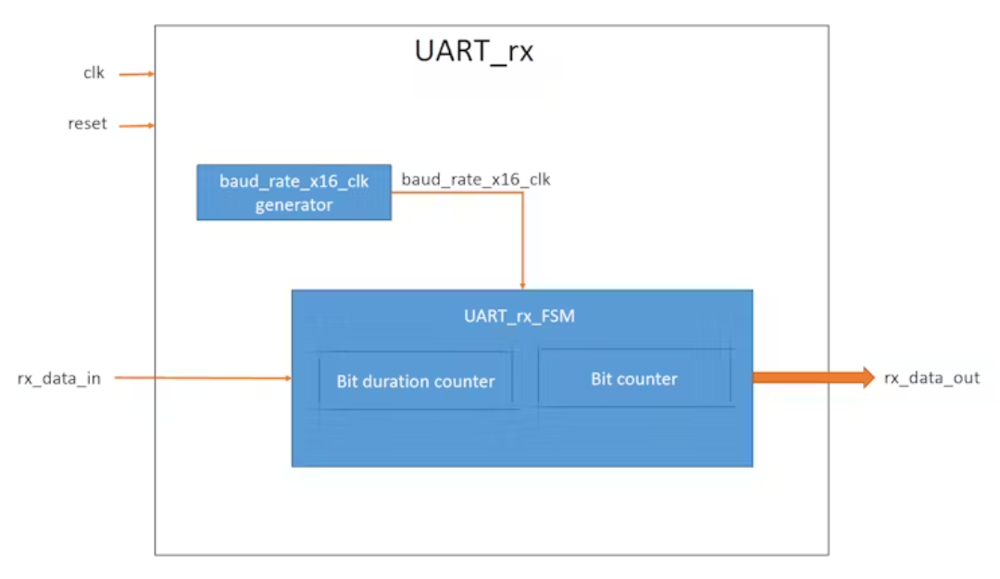 UART_rx
clk
reset
baud_rate_x16_clk
generator
baud_rate_x16_clk
UART_rx_FSM
rx_data_in
Bit duration counter
Bit counter
rx_data_out